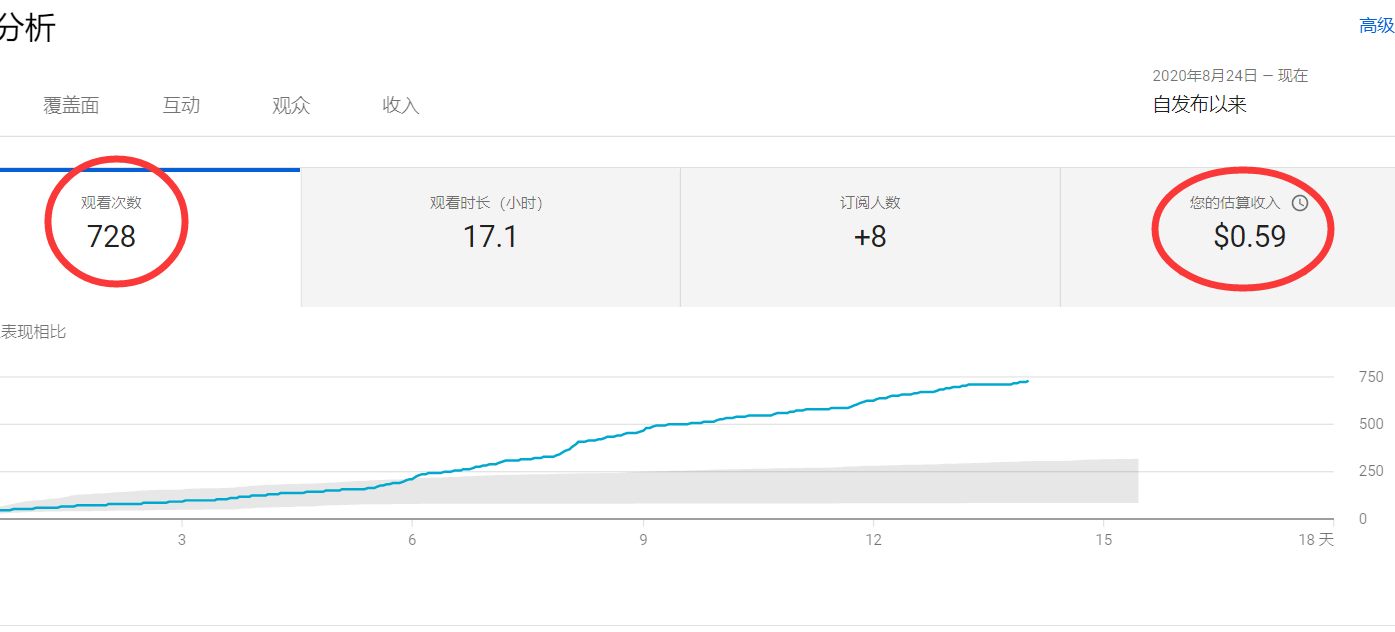 分析
高级
覆盖面 互动 观众 收入
2020年8月24日 – 现在
自发布以来
观看次数
728
观看时长（小时）
17.1
订阅人数
+8
您的估算收入
$0.59
表现相比
750
500
250
0
3 6 9 12 15 18 天